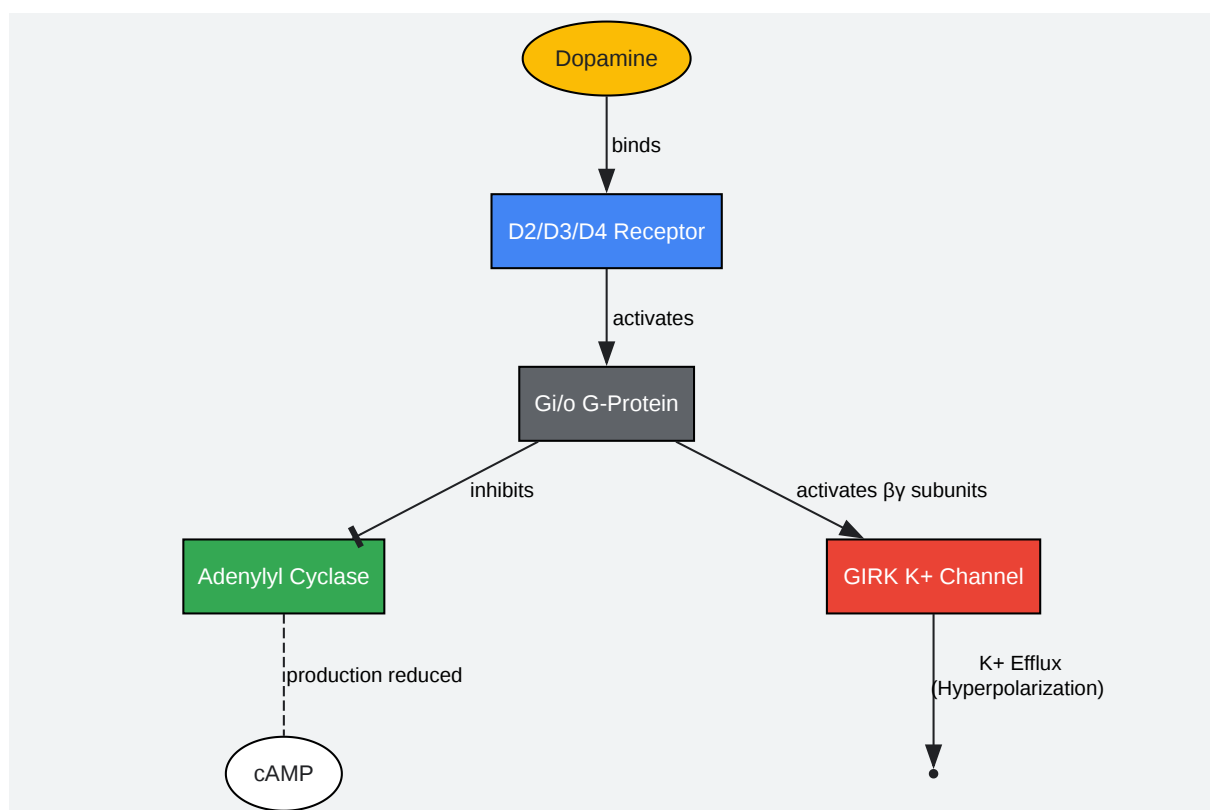 Dopamine
binds
D2/D3/D4 Receptor
activates
Gi/o G-Protein
inhibits
activates βγ subunits
Adenylyl Cyclase
GIRK K+ Channel
production reduced
K+ Efflux
(Hyperpolarization)
cAMP